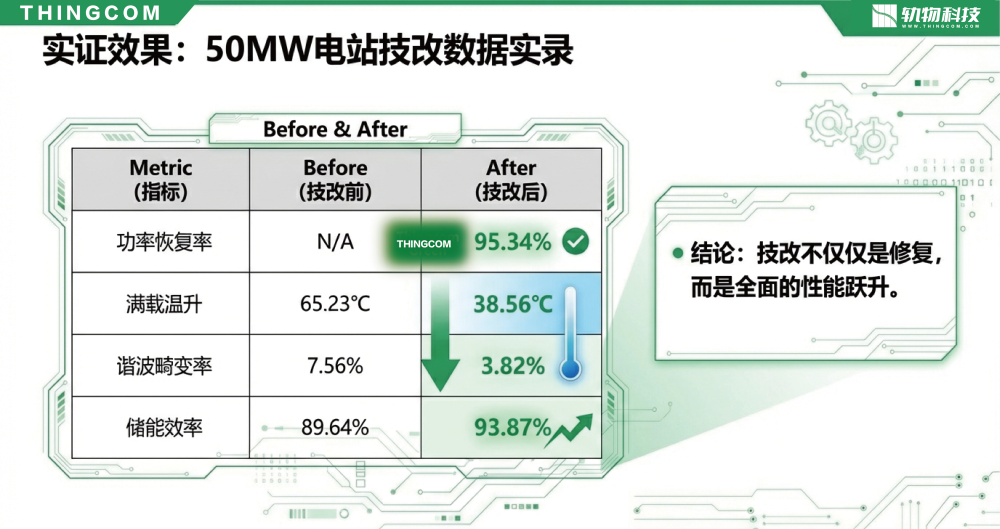 THINGCOM
轨物科技
WWW.THINGCOM.COM
实证效果：50MW电站技改数据实录
Before & After
Metric
(指标)
Before
(技改前)
After
(技改后)
功率恢复率
N/A
THINGCOM
95.34%
满载温升
65.23℃
38.56℃
谐波畸变率
7.56%
3.82%
储能效率
89.64%
93.87%
结论：技改不仅仅是修复，
而是全面的性能跃升。